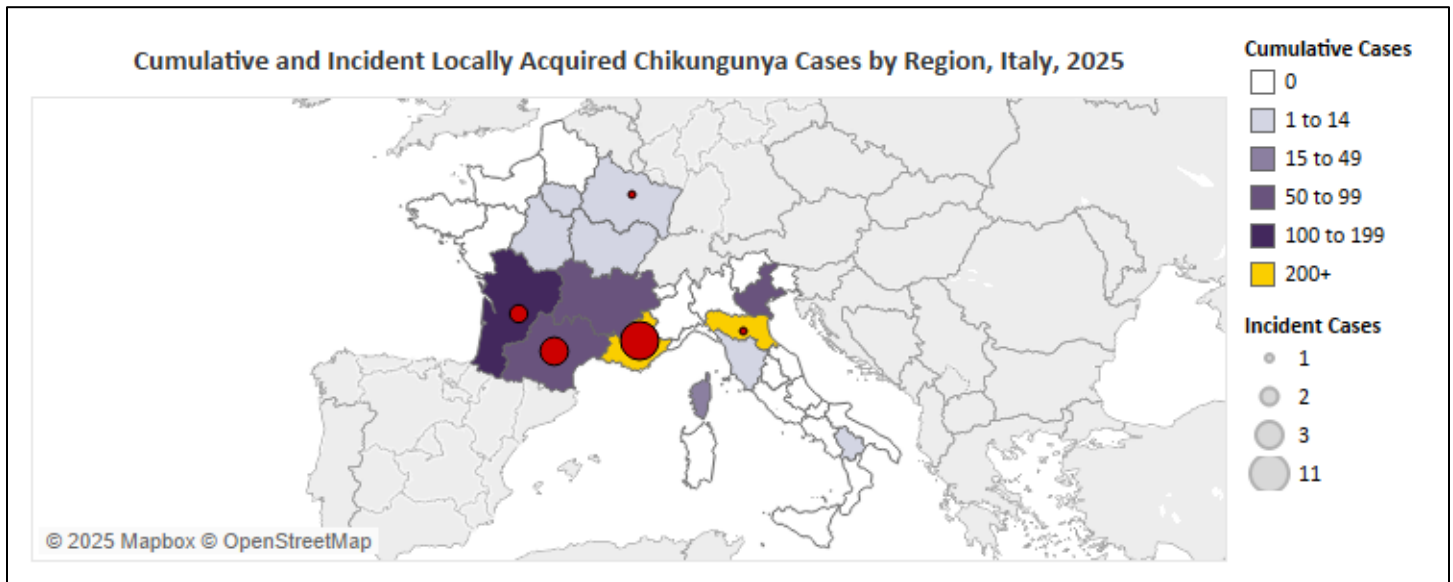 Cumulative and Incident Locally Acquired Chikungunya Cases by Region, Italy, 2025
Cumulative Cases
0
1 to 14
15 to 49
50 to 99
100 to 199
200+
Incident Cases
1
2
3
11
© 2025 Mapbox © OpenStreetMap